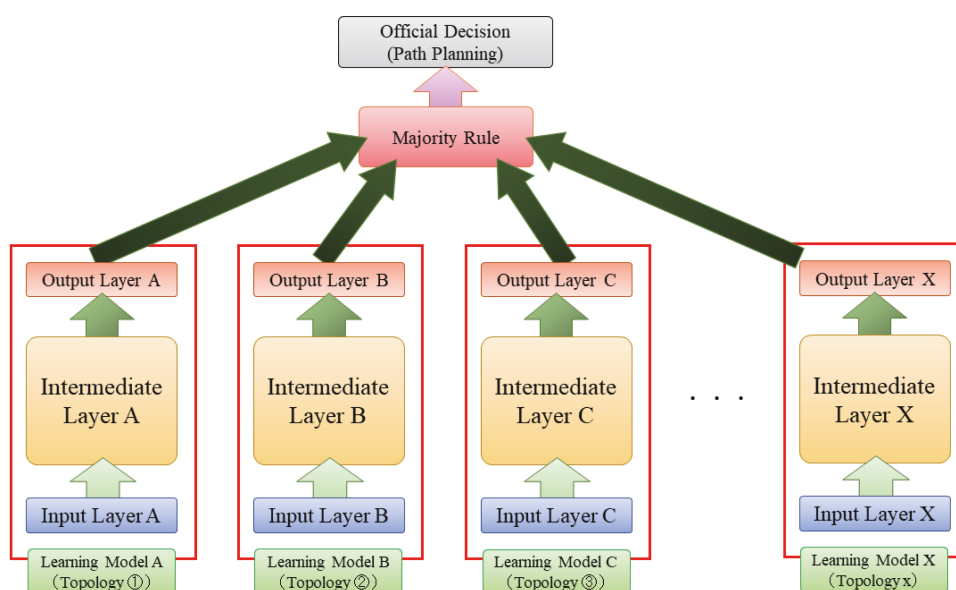 Official Decision
(Path Planning)
Majority Rule
Output Layer A
Output Layer B
Output Layer C
Output Layer X
Intermediate
Layer A
Intermediate
Layer B
Intermediate
Layer C
. . .
Intermediate
Layer X
Input Layer A
Input Layer B
Input Layer C
Input Layer X
Learning Model A
（Topology ①）
Learning Model B
（Topology ②）
Learning Model C
（Topology ③）
Learning Model X
（Topology x）